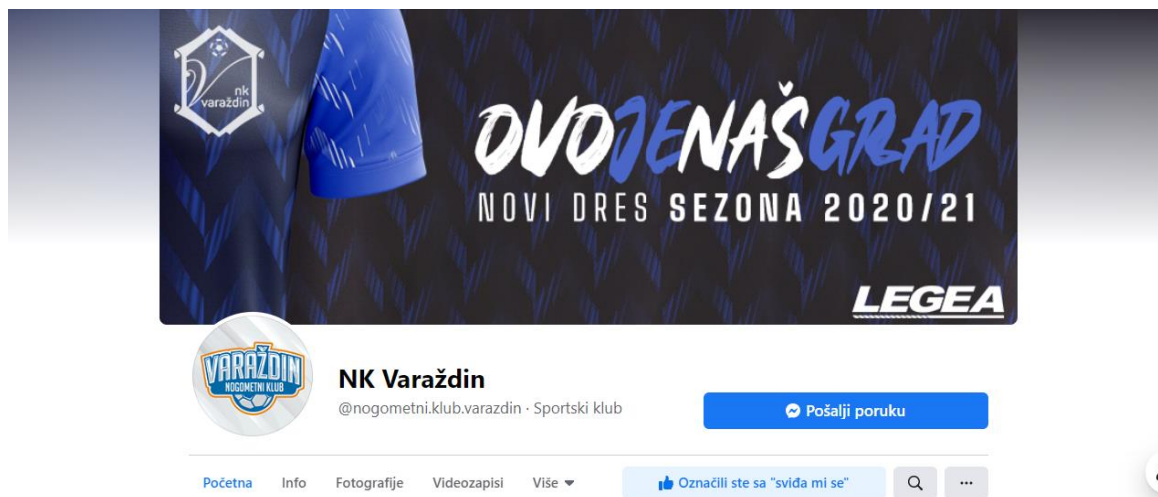 nk
varaždin
OVOJENAŠGRAD
NOVI DRES SEZONA 2020/21
LEGEA
VARAŽDIN
NOGOMETNI KLUB
NK Varaždin
@nogometni.klub.varazdin · Sportski klub
Pošalji poruku
Početna Info Fotografije Videozapisi Više Označili ste sa "sviđa mi se"